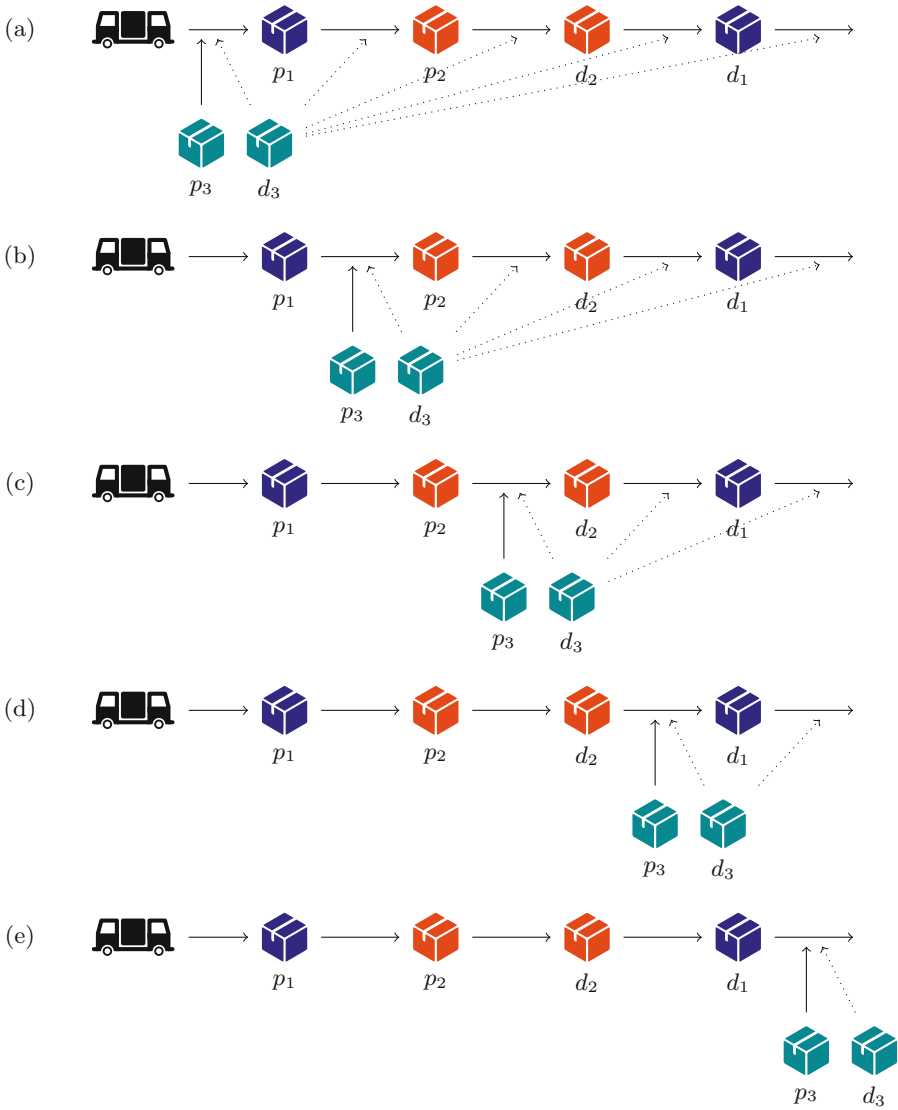 (a)
p₁ p₂ d₂ d₁
p₃ d₃
(b)
p₁ p₂ d₂ d₁
p₃ d₃
(c)
p₁ p₂ d₂ d₁
p₃ d₃
(d)
p₁ p₂ d₂ d₁
p₃ d₃
(e)
p₁ p₂ d₂ d₁
p₃ d₃